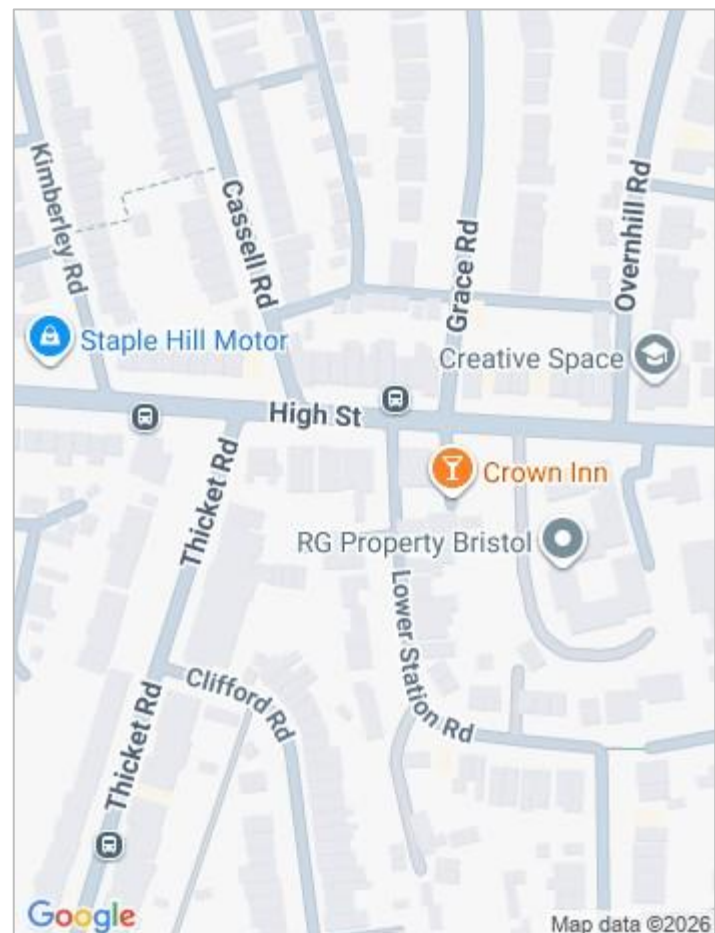 Kimberley Rd
Cassell Rd
Grace Rd
Overnhill Rd
Staple Hill Motor
Creative Space
High St
Thicket Rd
Crown Inn
RG Property Bristol
Lower Station Rd
Clifford Rd
Thicket Rd
Google
Map data ©2026